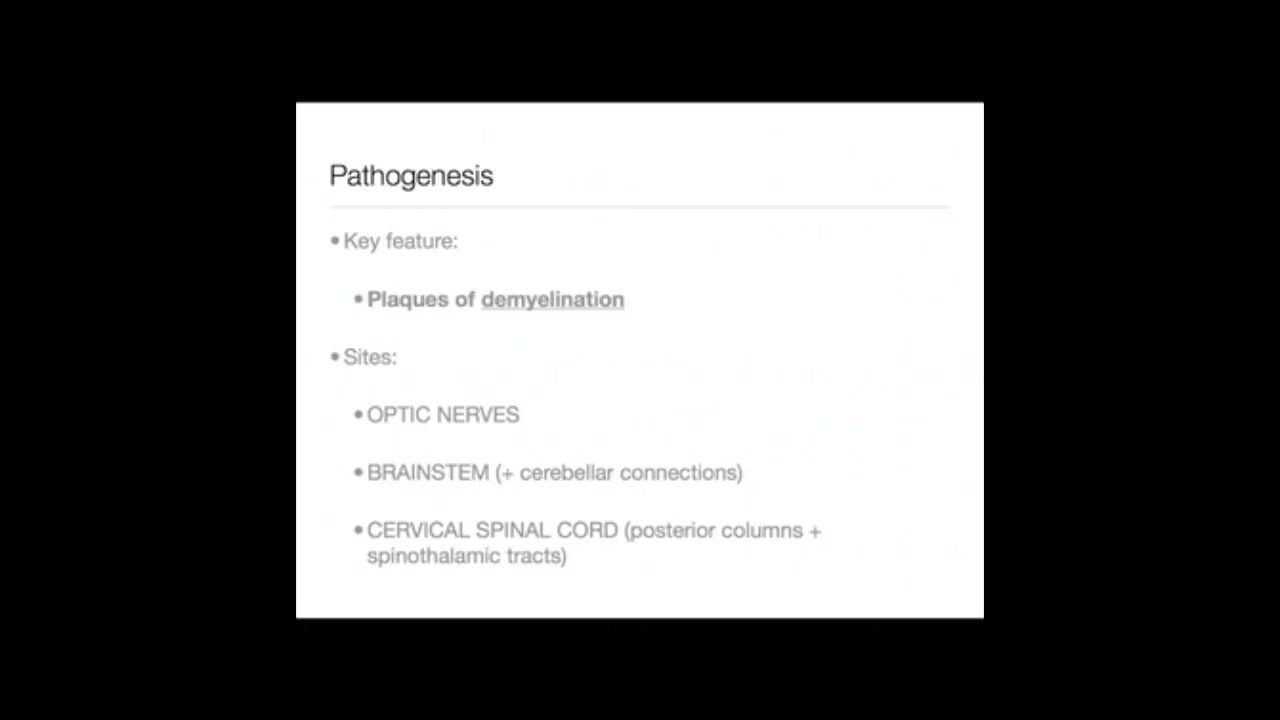 Pathogenesis
• Key feature:
• Plaques of demyelination
• Sites:
• OPTIC NERVES
• BRAINSTEM (+ cerebellar connections)
• CERVICAL SPINAL CORD (posterior columns +
spinothalamic tracts)